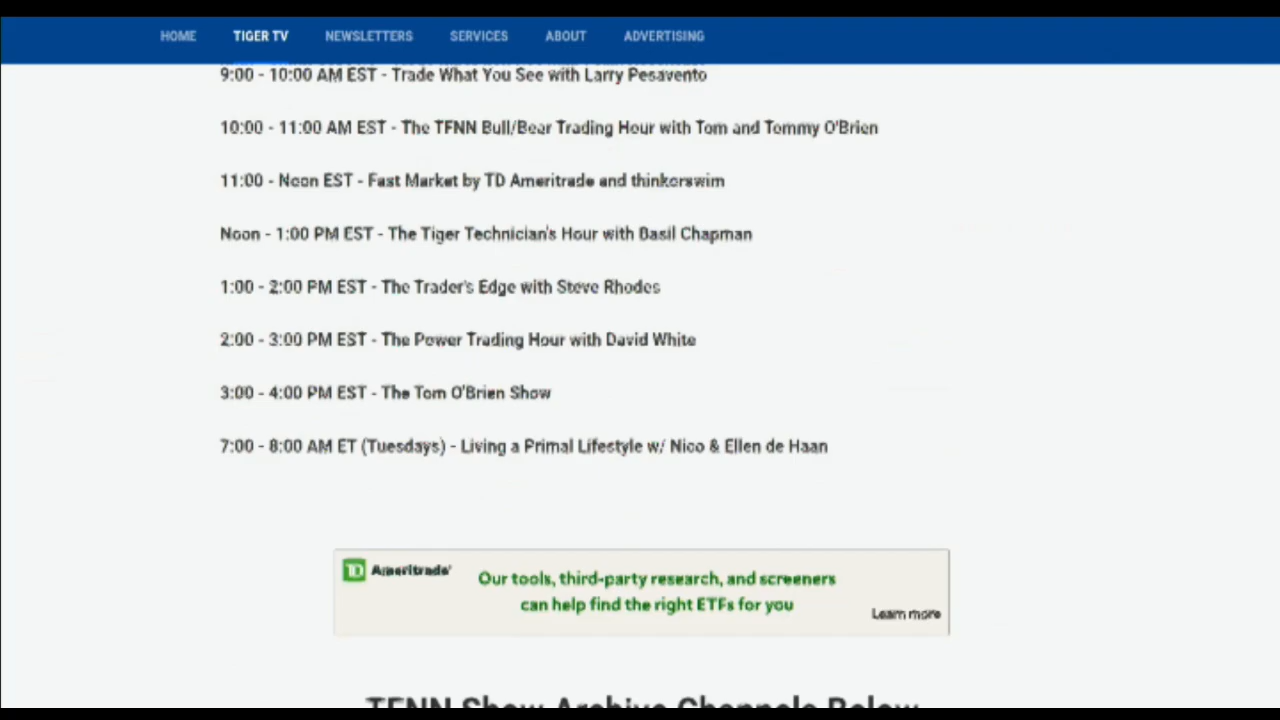 HOME TIGER TV NEWSLETTERS SERVICES ABOUT ADVERTISING
9:00 - 10:00 AM EST - Trade What You See with Larry Pesavento
10:00 - 11:00 AM EST - The TFNN Bull/Bear Trading Hour with Tom and Tommy O'Brien
11:00 - Noon EST - Fast Market by TD Ameritrade and thinkorswim
Noon - 1:00 PM EST - The Tiger Technician's Hour with Basil Chapman
1:00 - 2:00 PM EST - The Trader's Edge with Steve Rhodes
2:00 - 3:00 PM EST - The Power Trading Hour with David White
3:00 - 4:00 PM EST - The Tom O'Brien Show
7:00 - 8:00 AM ET (Tuesdays) - Living a Primal Lifestyle w/ Nico & Ellen de Haan
TD Ameritrade
Our tools, third-party research, and screeners
can help find the right ETFs for you
Learn more
TFNN Show Archive Channels Below